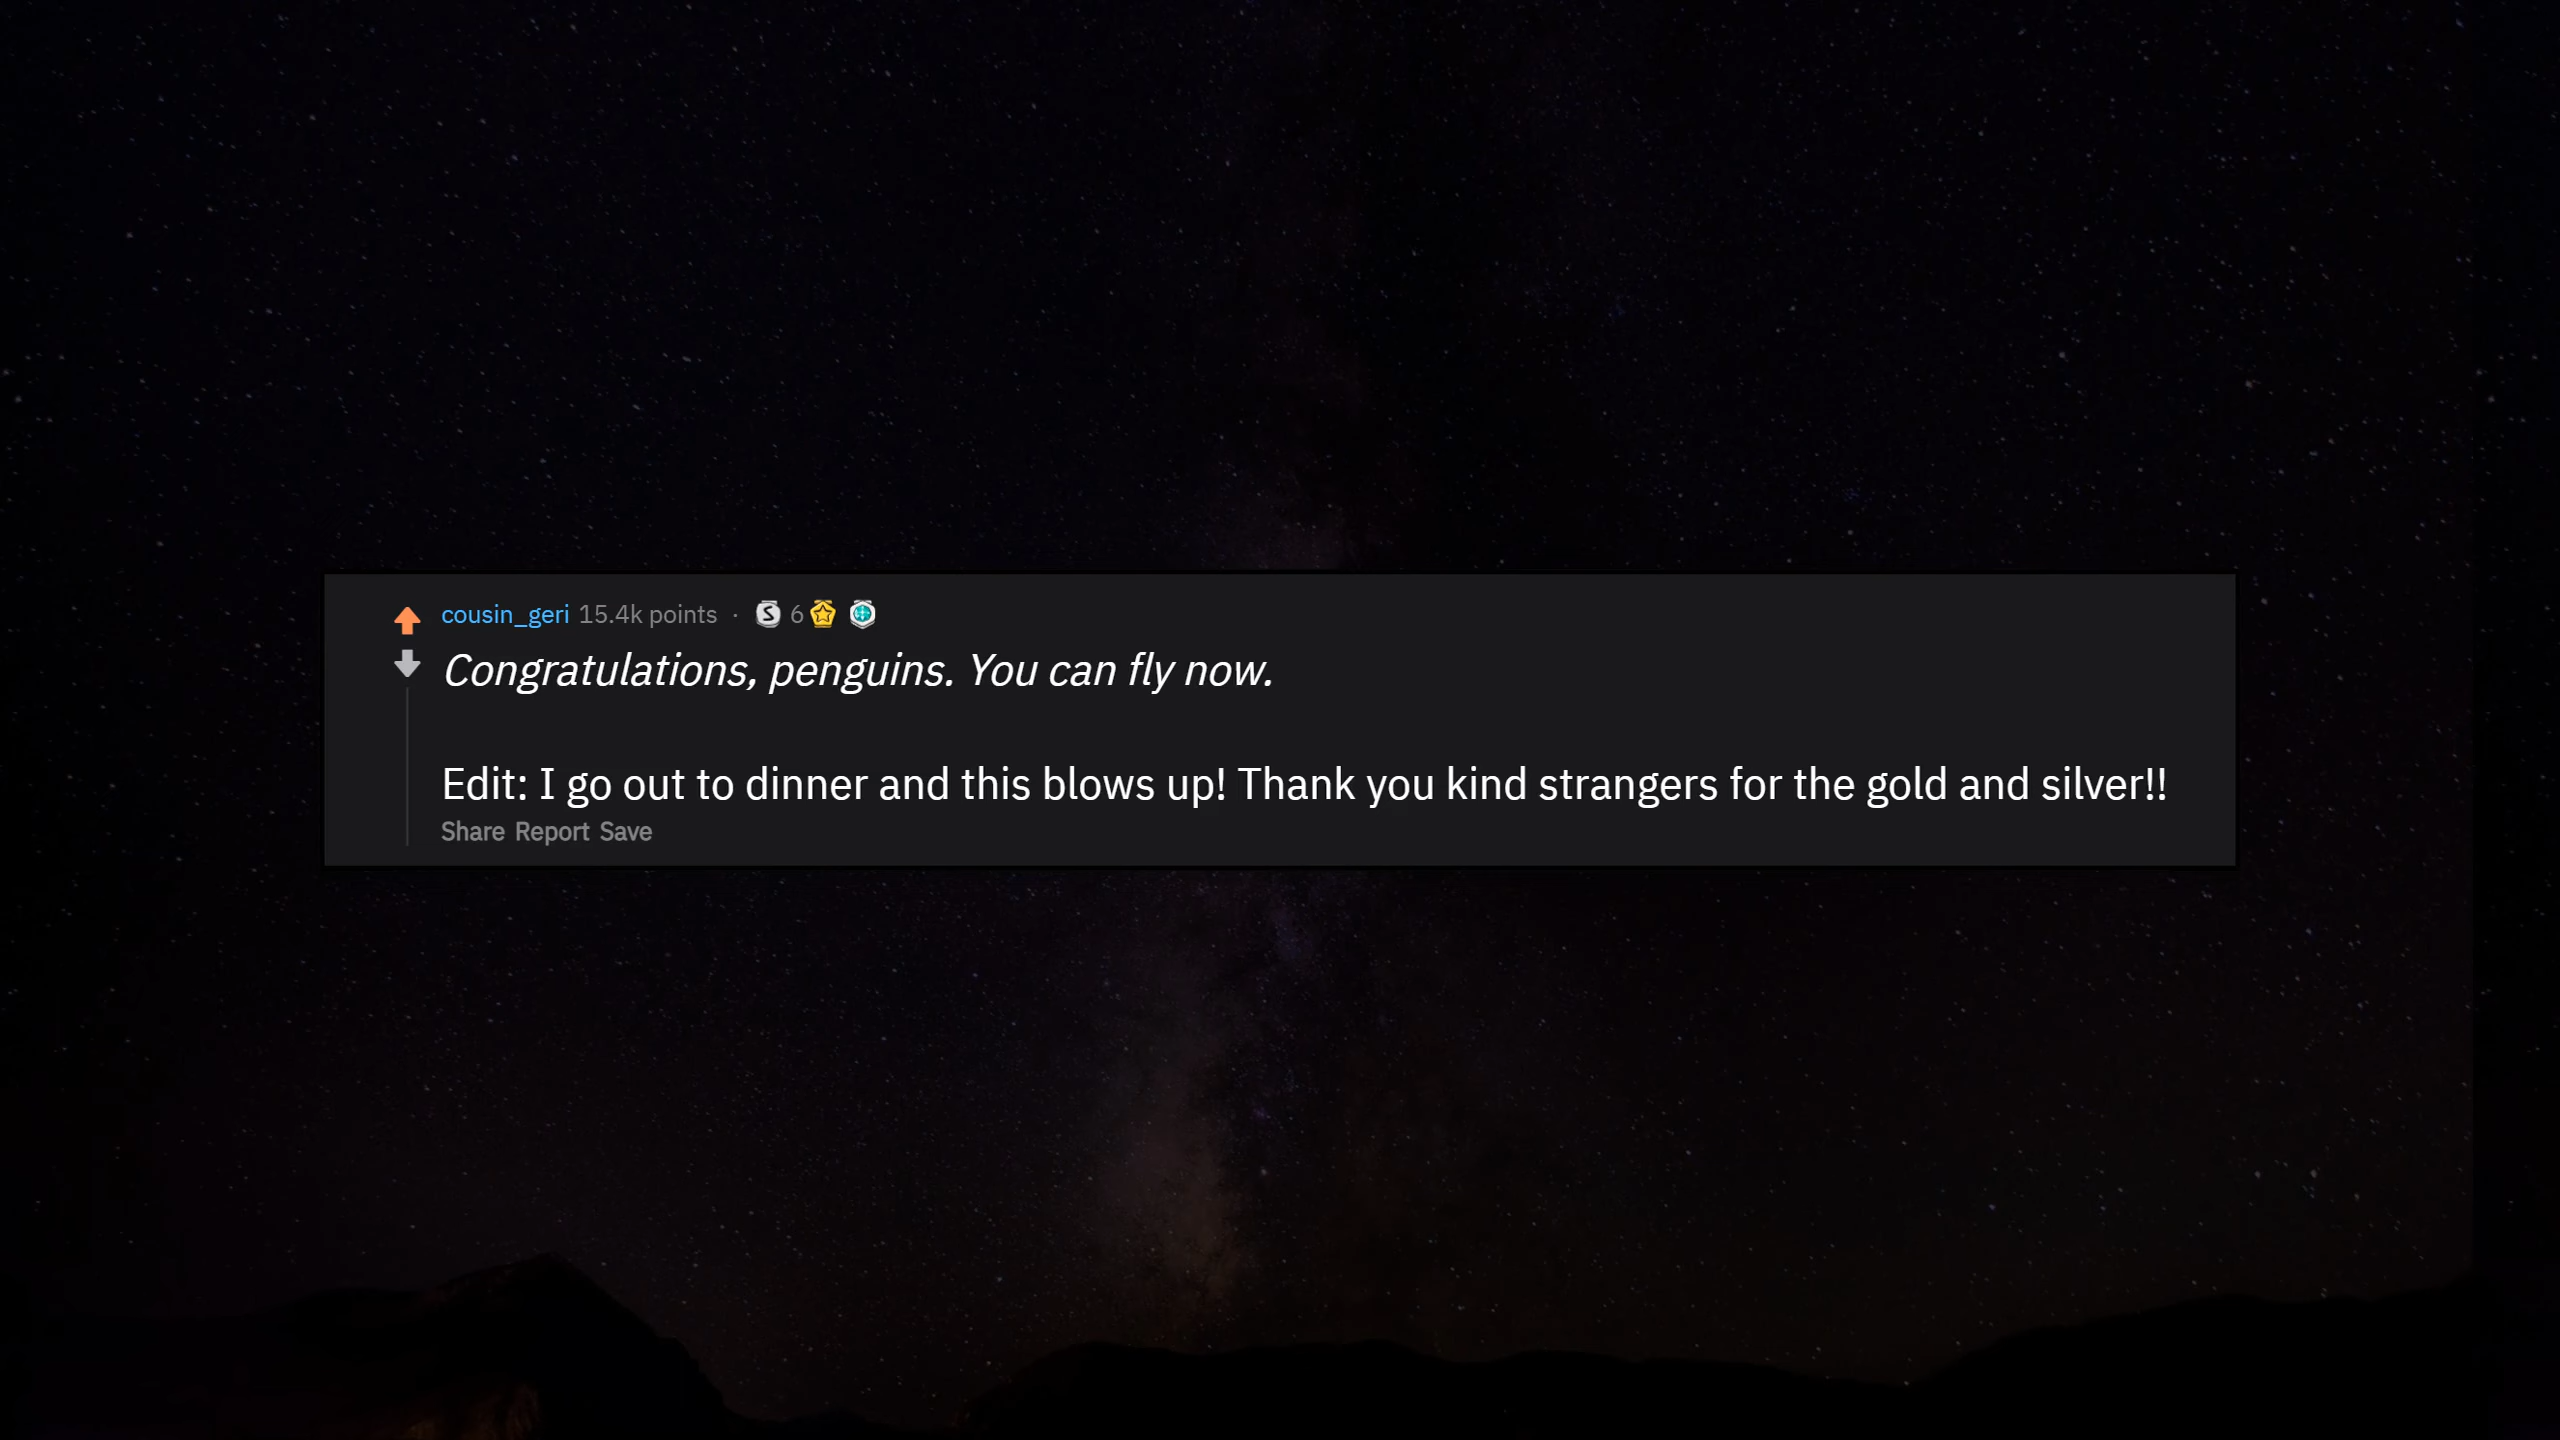 cousin_geri 15.4k points · S 6
Congratulations, penguins. You can fly now.
Edit: I go out to dinner and this blows up! Thank you kind strangers for the gold and silver!!
Share Report Save